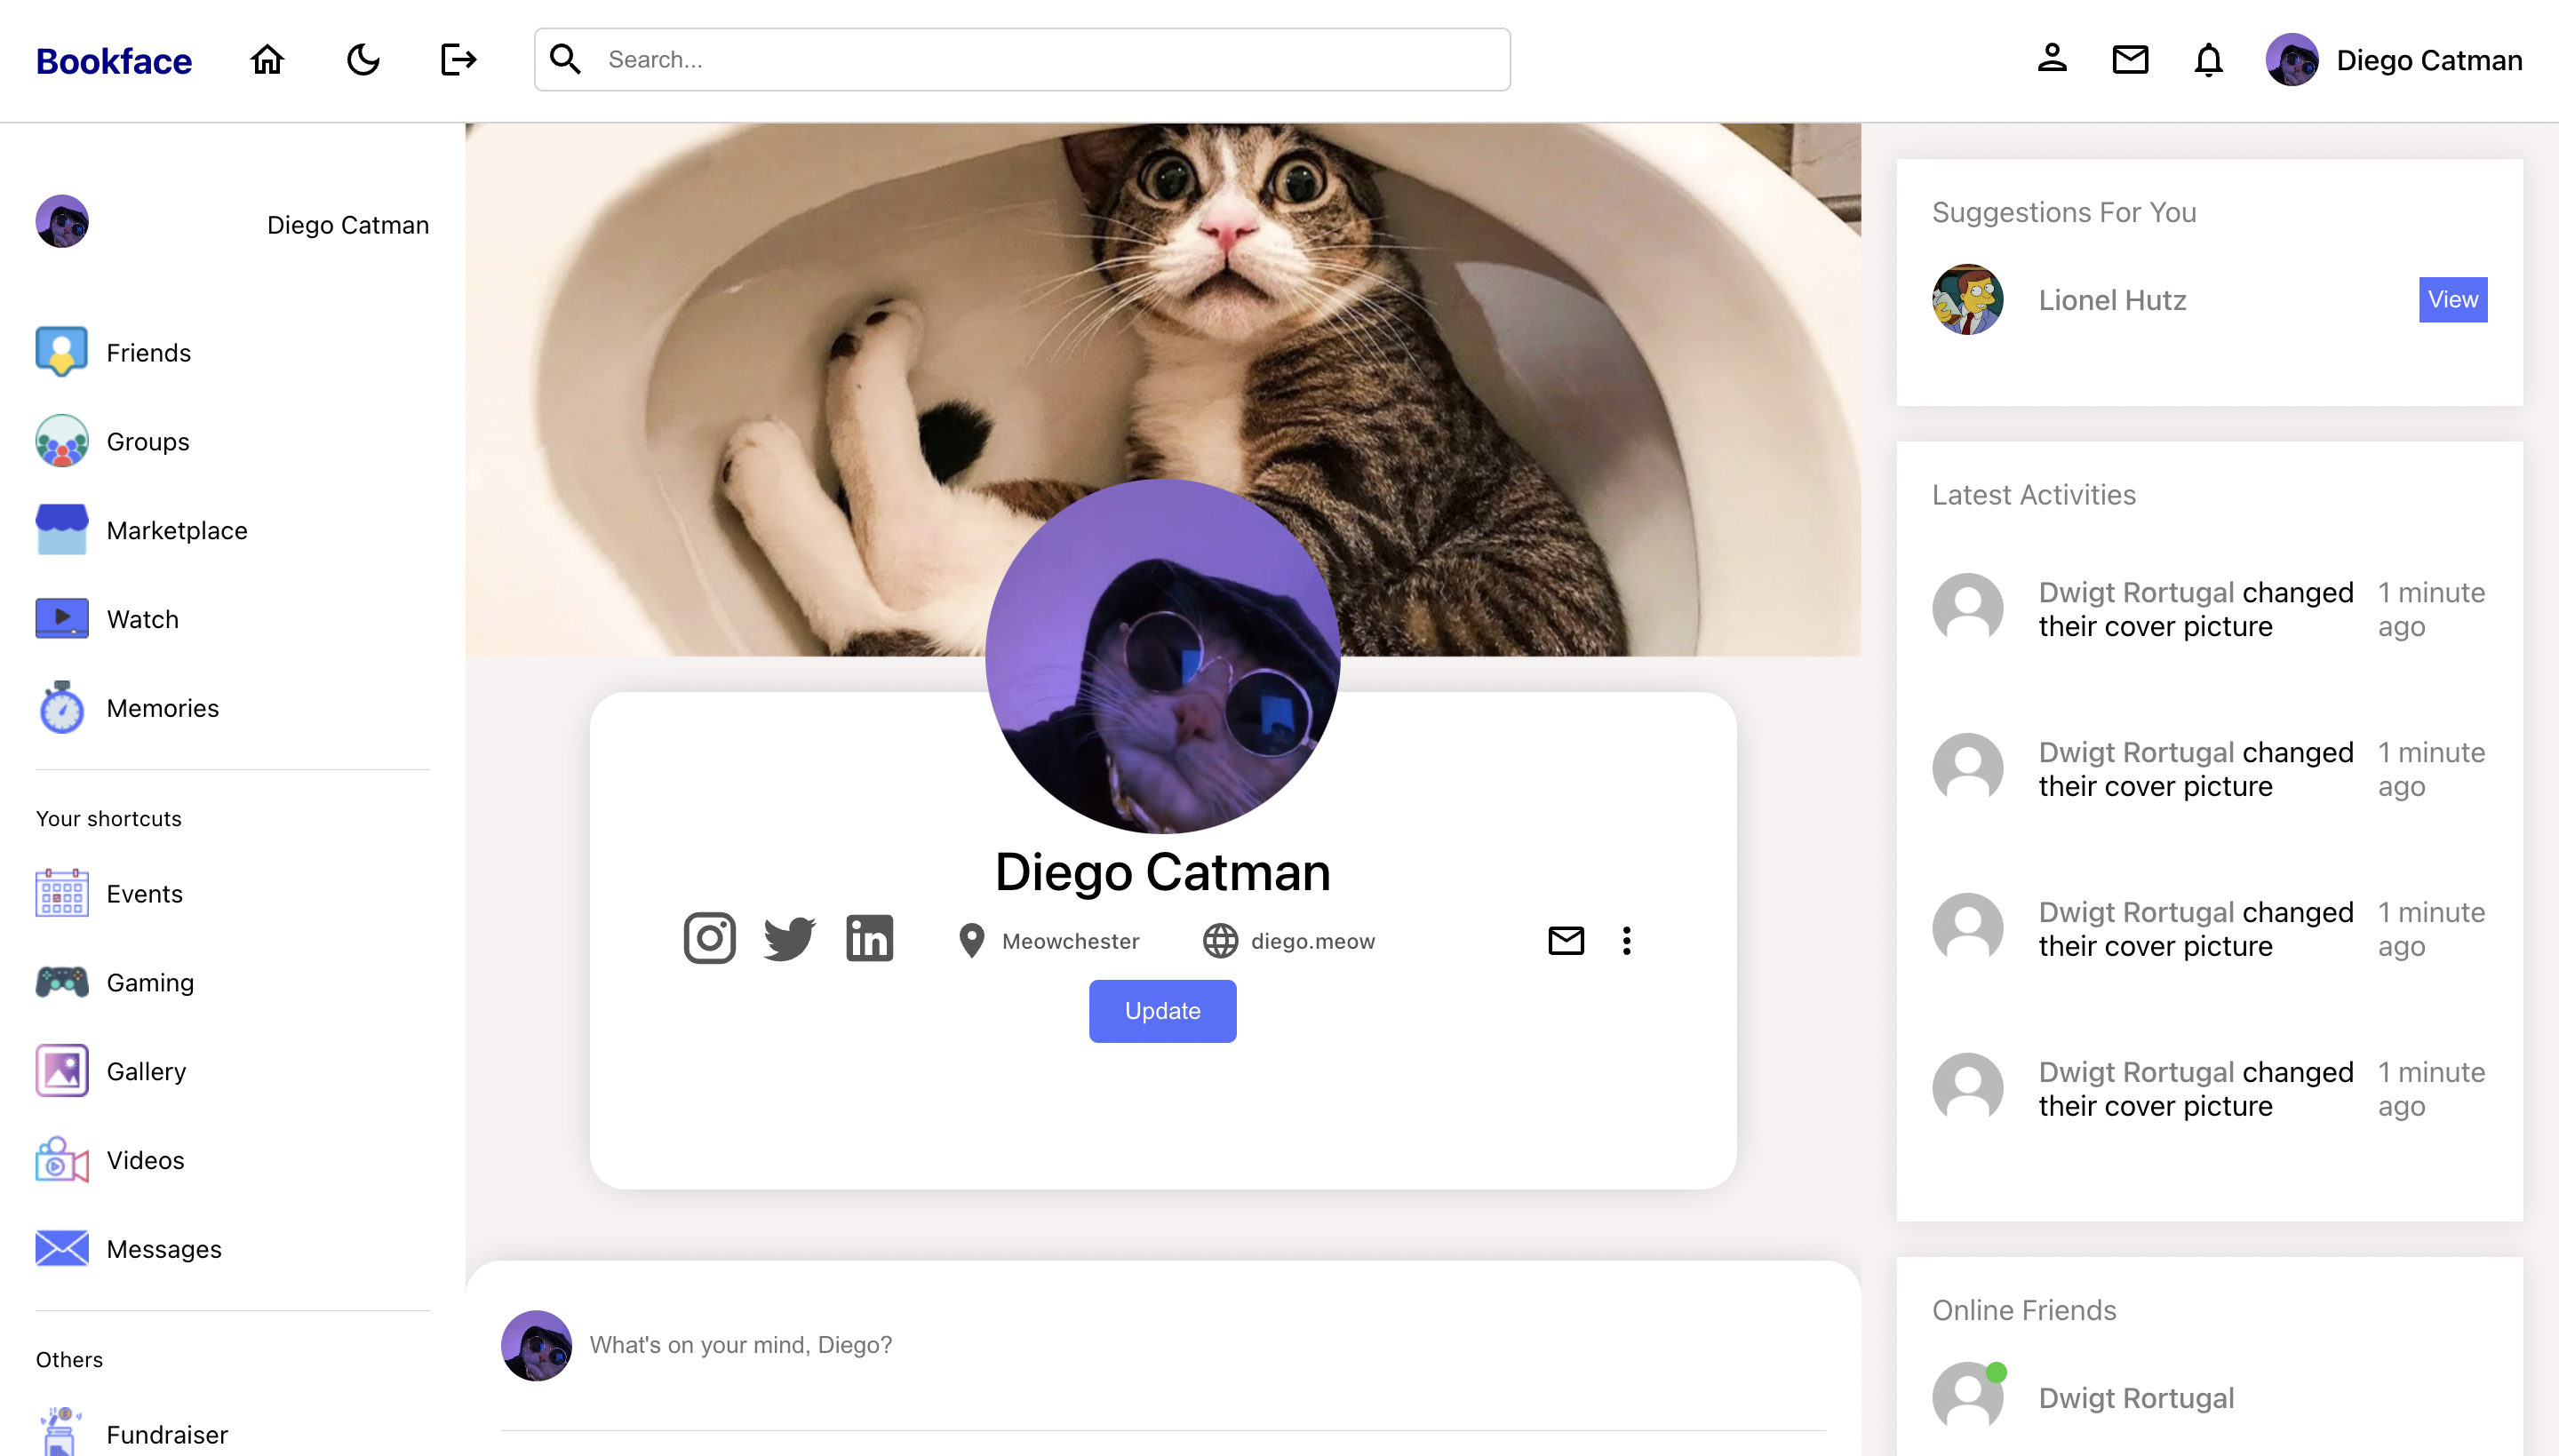 Bookface
Search...
Diego Catman
Diego Catman
Friends
Groups
Marketplace
Watch
Memories
Your shortcuts
Events
Gaming
Gallery
Videos
Messages
Others
Fundraiser
Diego Catman
Meowchester
diego.meow
Update
What's on your mind, Diego?
Suggestions For You
Lionel Hutz
View
Latest Activities
Dwigt Rortugal changed
their cover picture
1 minute
ago
Dwigt Rortugal changed
their cover picture
1 minute
ago
Dwigt Rortugal changed
their cover picture
1 minute
ago
Dwigt Rortugal changed
their cover picture
1 minute
ago
Online Friends
Dwigt Rortugal